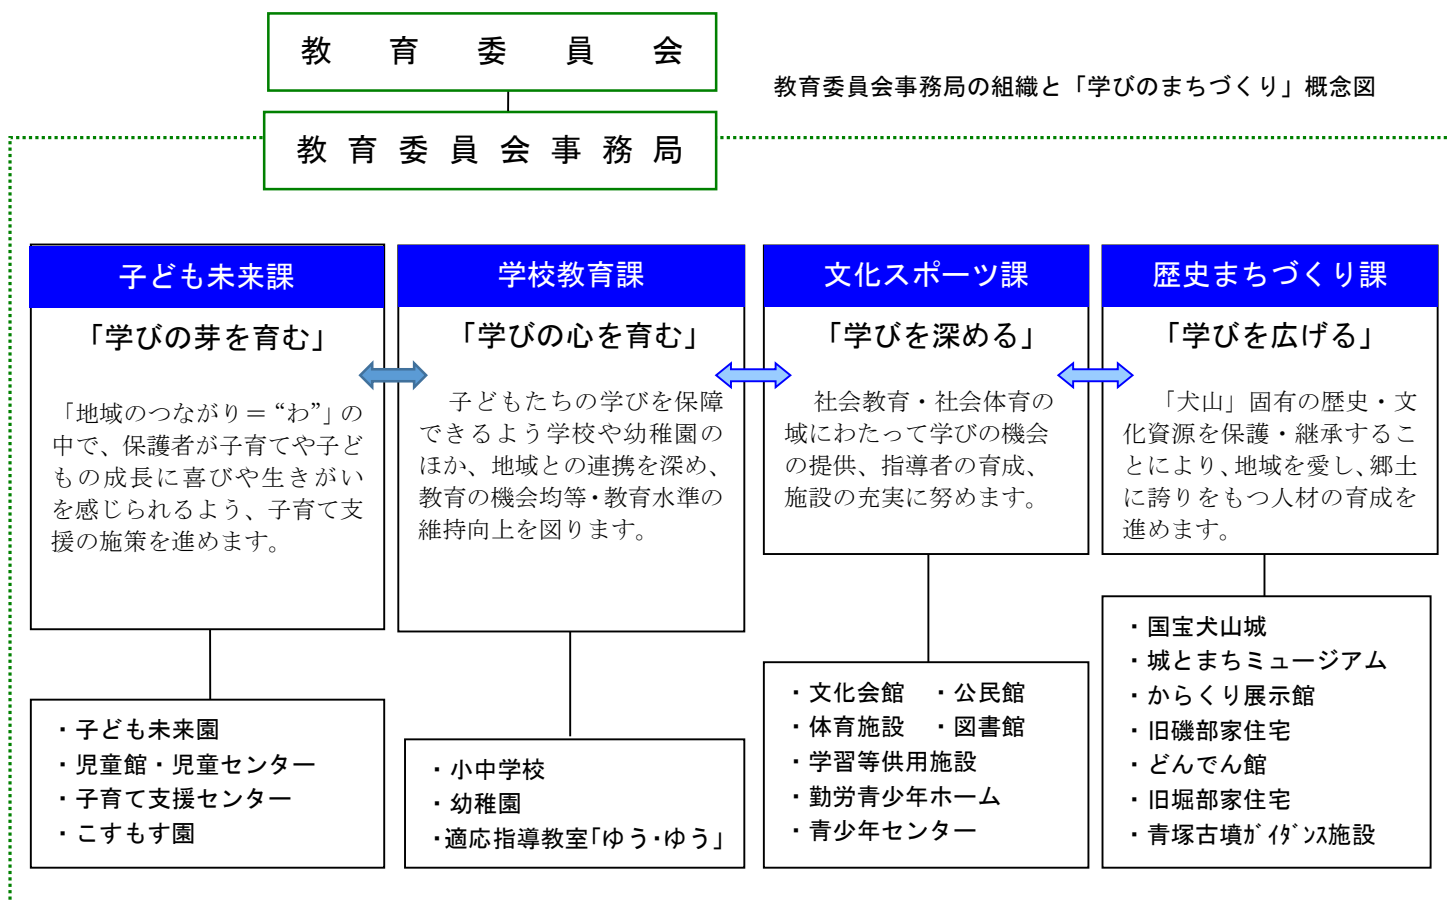 教育委員会
教育委員会事務局の組織と「学びのまちづくり」概念図
教育委員会事務局
子ども未来課
「学びの芽を育む」
「地域のつながり＝“わ”」の
中で、保護者が子育てや子ど
もの成長に喜びや生きがい
を感じられるよう、子育て支
援の施策を進めます。
・子ども未来園
・児童館・児童センター
・子育て支援センター
・こすもす園
学校教育課
「学びの心を育む」
子どもたちの学びを保障
できるよう学校や幼稚園の
ほか、地域との連携を深め、
教育の機会均等・教育水準の
維持向上を図ります。
・小中学校
・幼稚園
・適応指導教室「ゆう・ゆう」
文化スポーツ課
「学びを深める」
社会教育・社会体育の
域にわたって学びの機会
の提供、指導者の育成、
施設の充実に努めます。
・文化会館　・公民館
・体育施設　・図書館
・学習等供用施設
・勤労青少年ホーム
・青少年センター
歴史まちづくり課
「学びを広げる」
「犬山」固有の歴史・文
化資源を保護・継承するこ
とにより、地域を愛し、郷土
に誇りをもつ人材の育成を
進めます。
・国宝犬山城
・城とまちミュージアム
・からくり展示館
・旧磯部家住宅
・どんでん館
・旧堀部家住宅
・青塚古墳ｶﾞｲﾀﾞﾝｽ施設